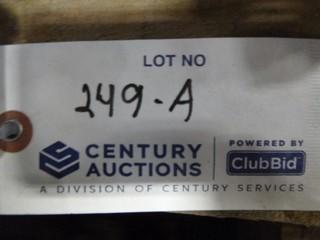 LOT NO
249-A
CENTURY AUCTIONS
POWERED BY
ClubBid
A DIVISION OF CENTURY SERVICES